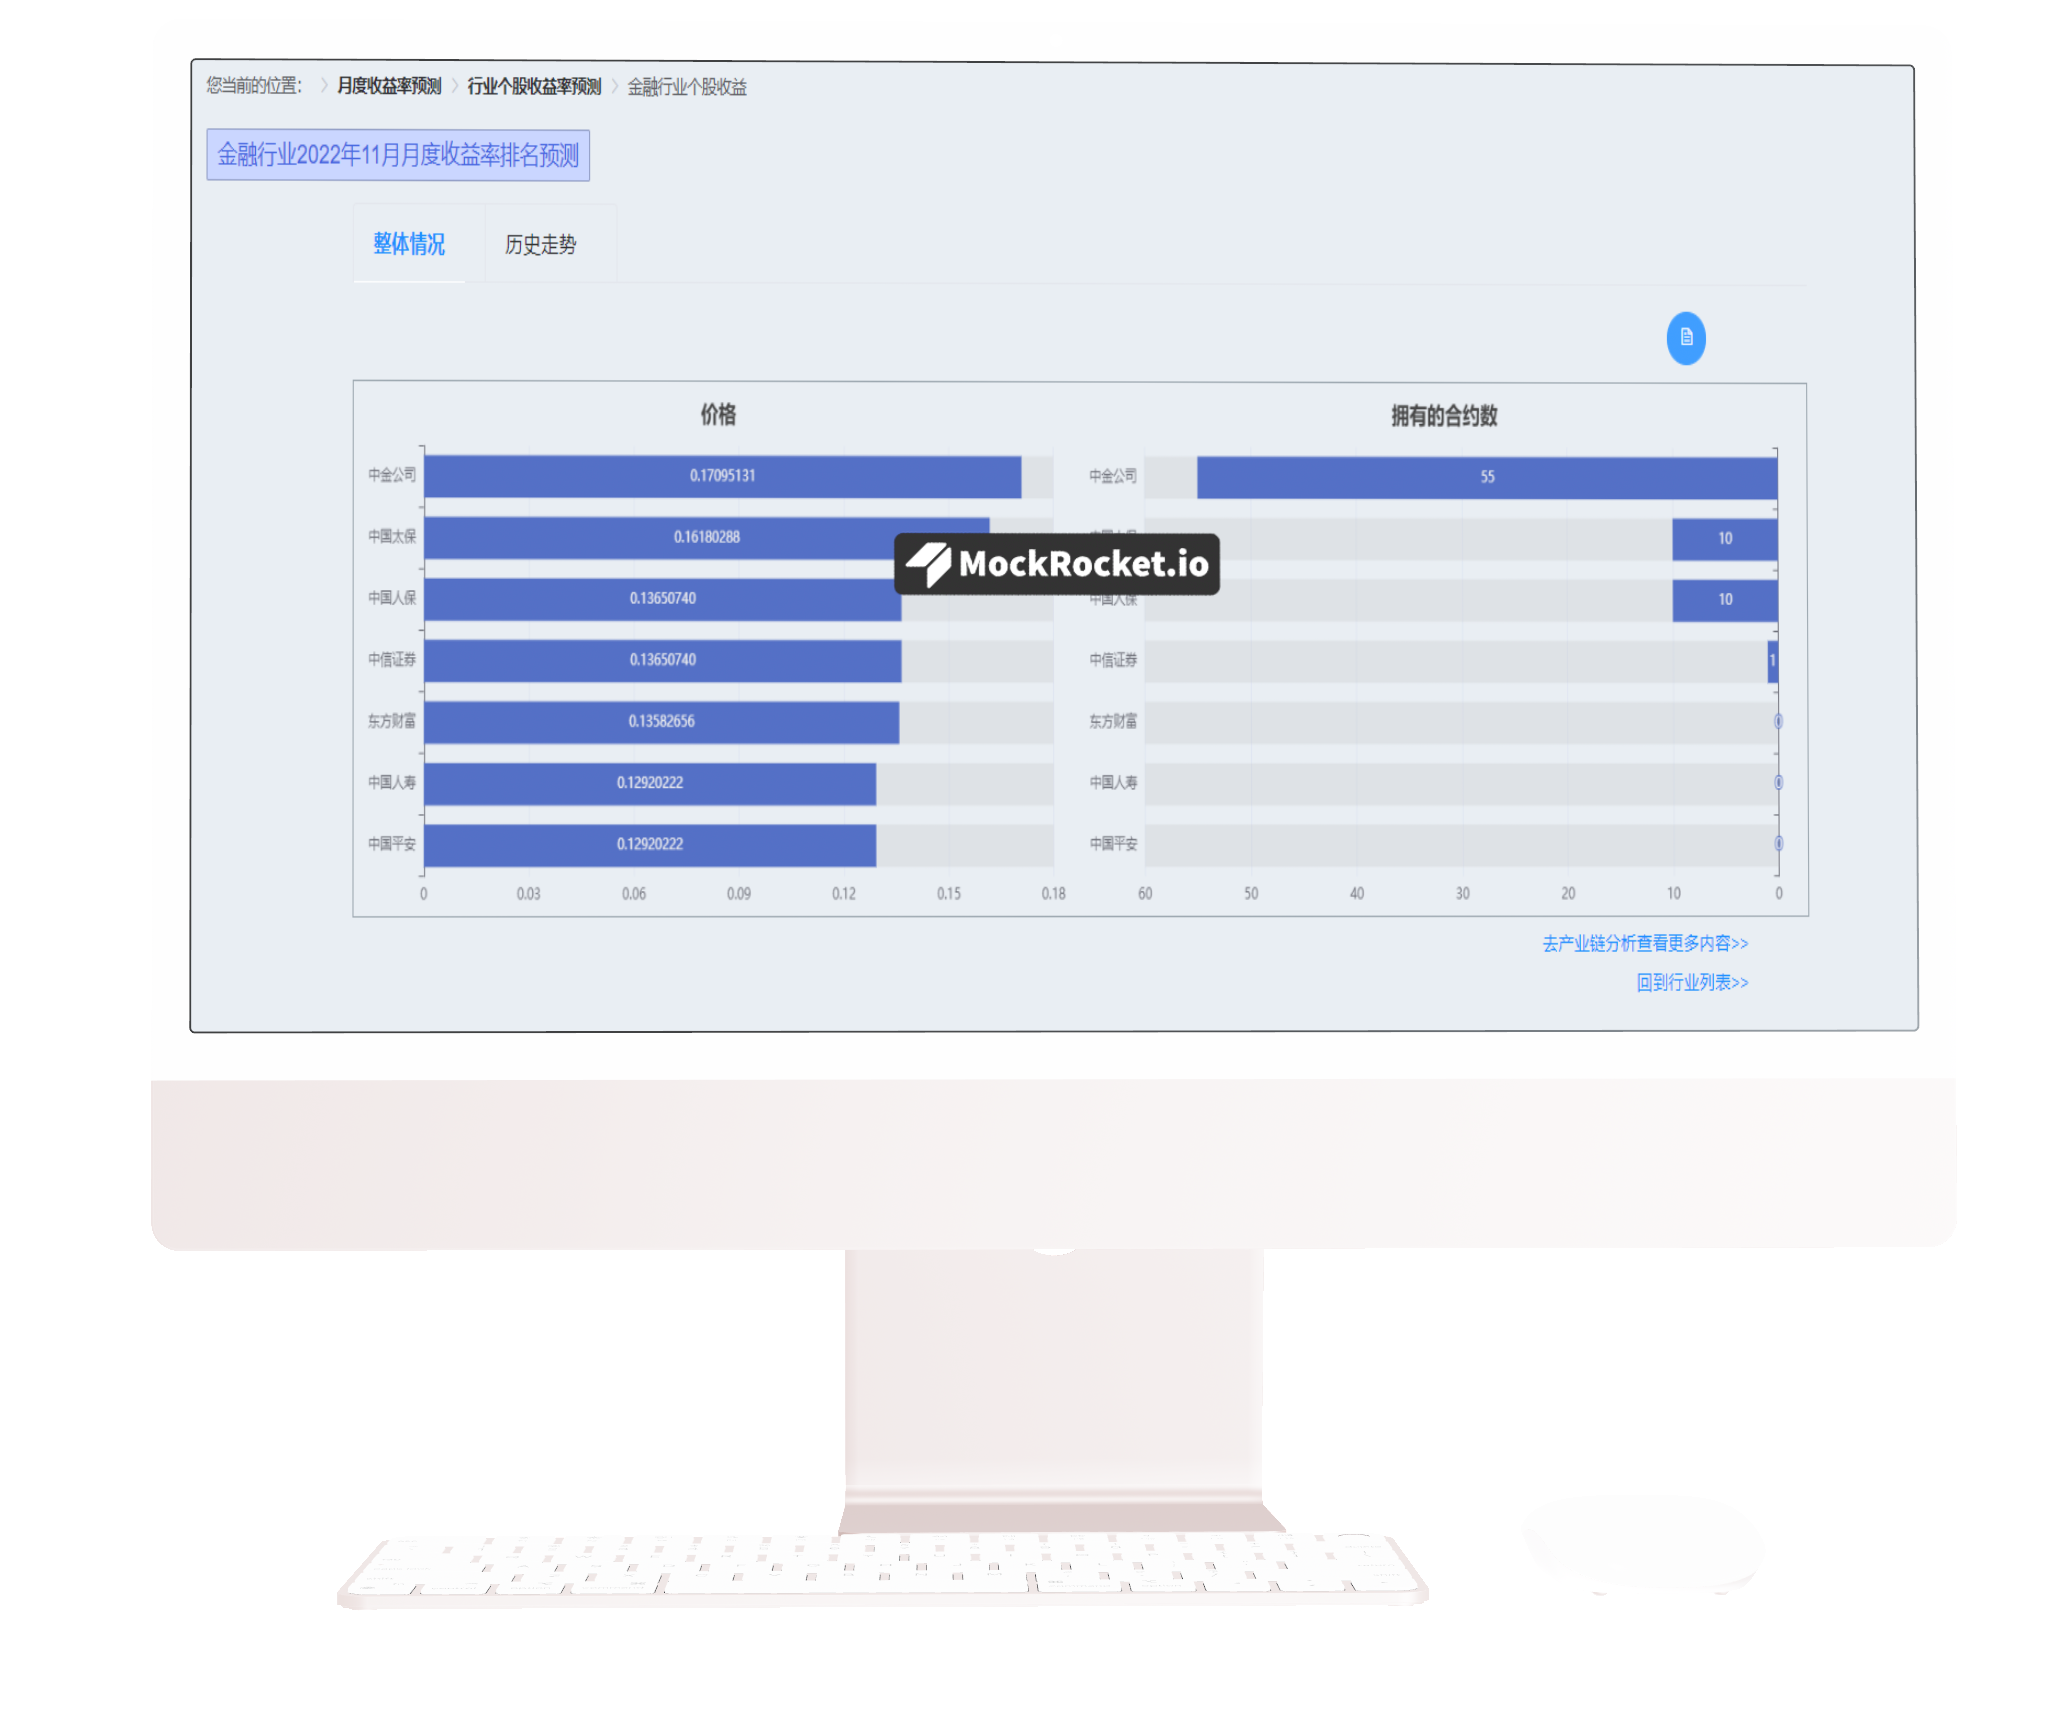 您当前的位置： > 月度收益率预测 > 行业个股收益率预测 > 金融行业个股收益
金融行业2022年11月月度收益率排名预测
整体情况 历史走势
价格
中金公司 0.17095131
中国太保 0.16180288
中国人保 0.13650740
中信证券 0.13650740
东方财富 0.13582656
中国人寿 0.12920222
中国平安 0.12920222
0 0.03 0.06 0.09 0.12 0.15 0.18
拥有的合约数
中金公司 55
10
中国人保 10
中信证券 1
东方财富 0
中国人寿 0
中国平安 0
60 50 40 30 20 10 0
MockRocket.io
去产业链分析查看更多内容>>
回到行业列表>>